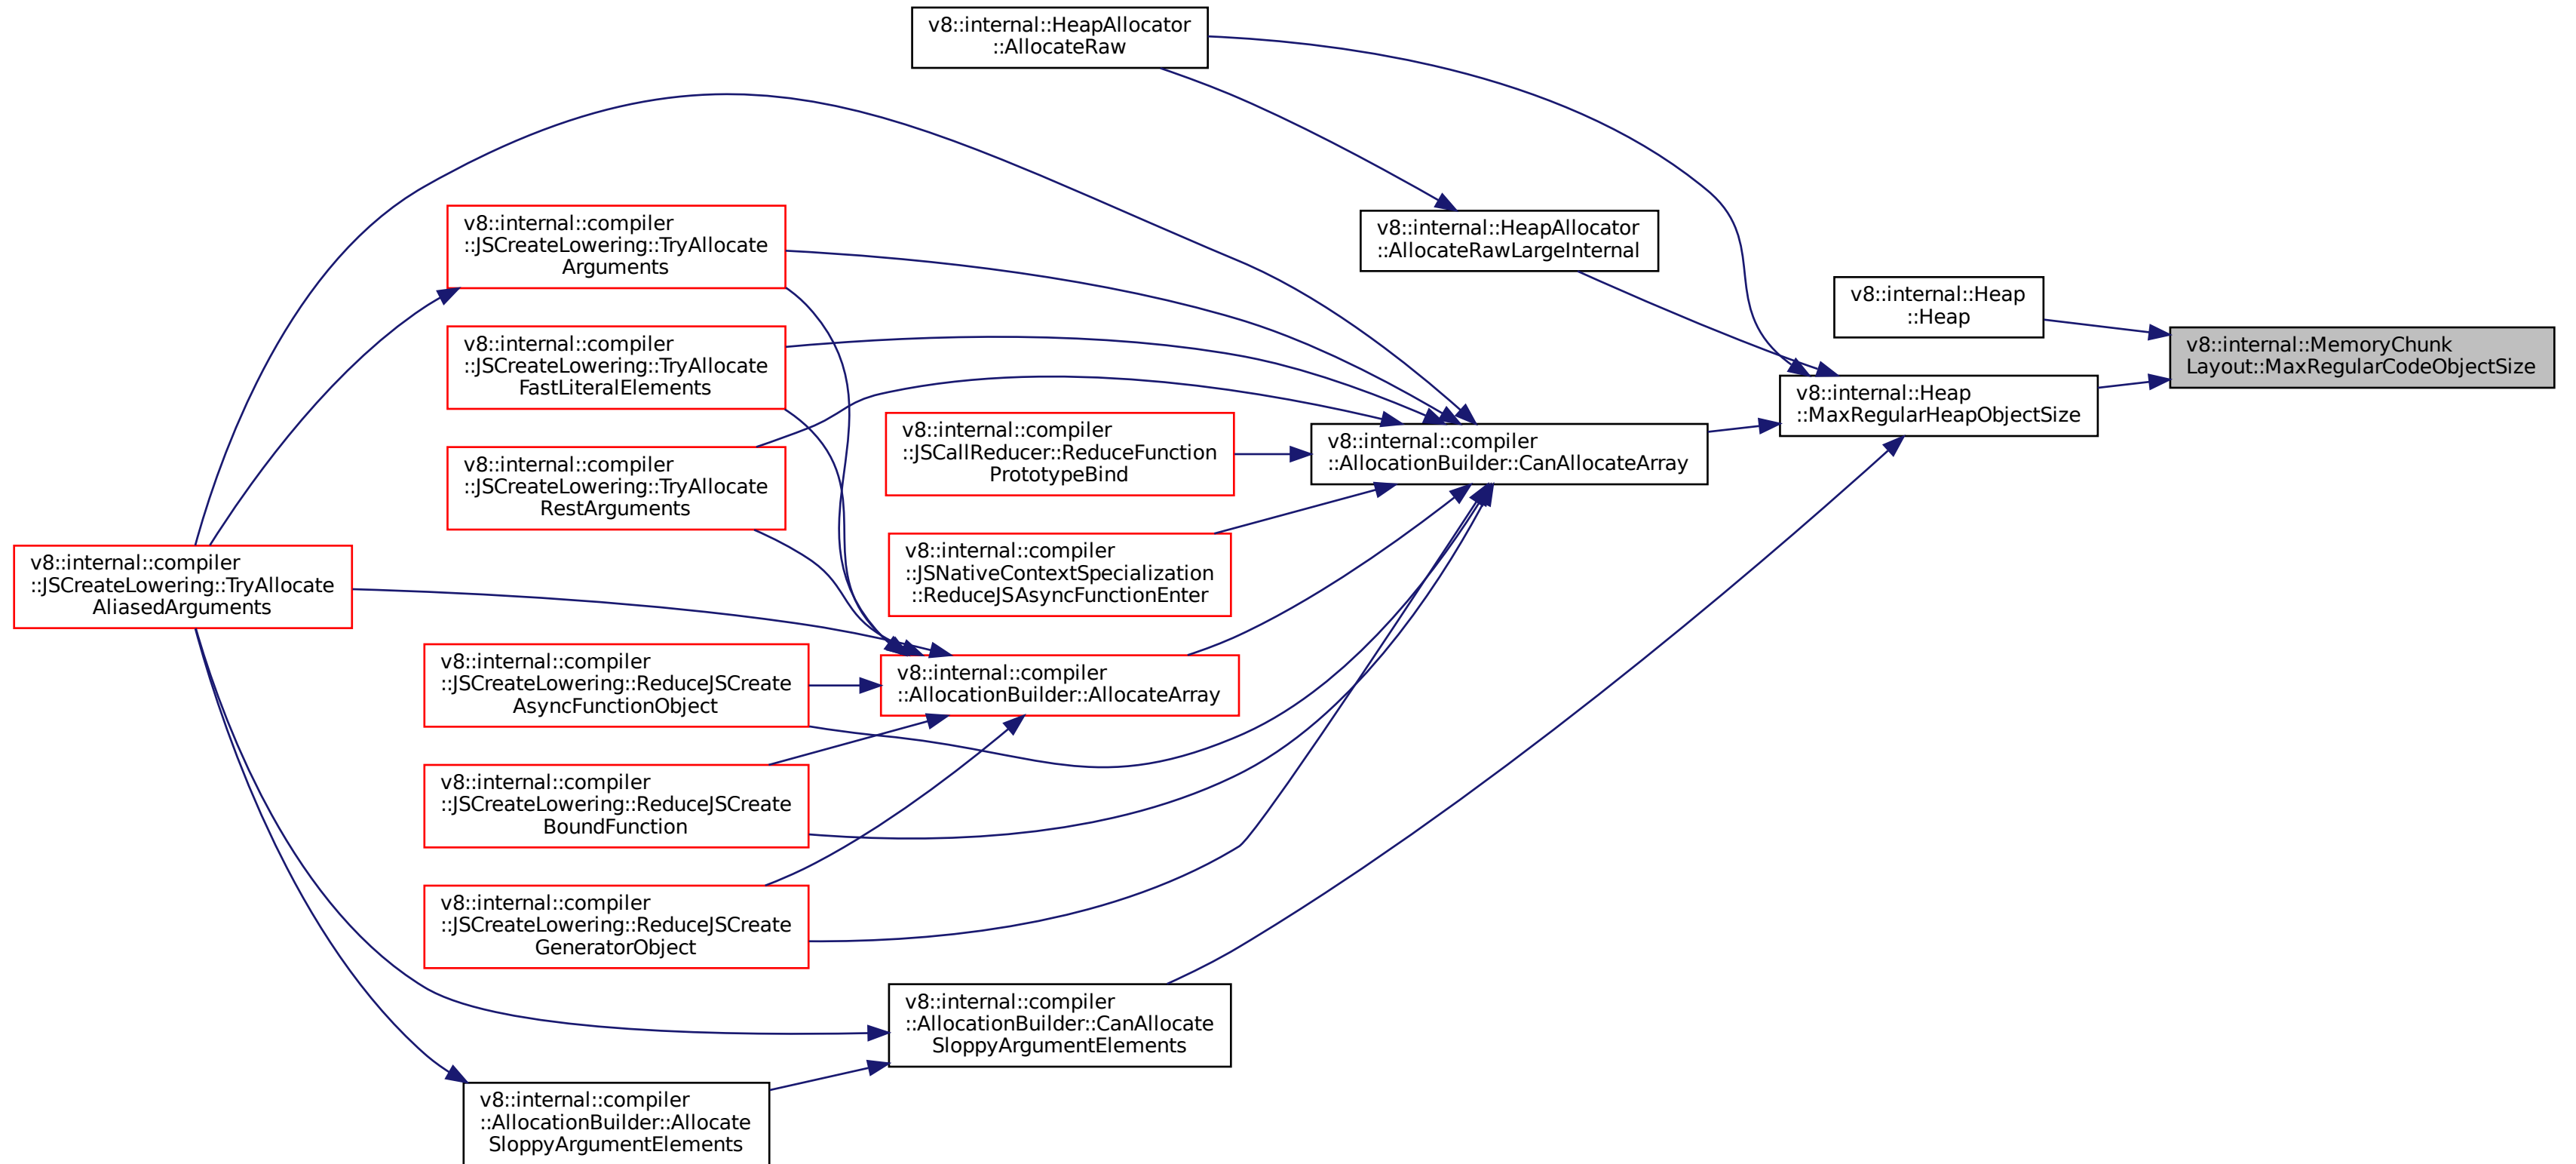 v8::internal::HeapAllocator
::AllocateRaw
v8::internal::compiler
::JSCreateLowering::TryAllocate
Arguments
v8::internal::HeapAllocator
::AllocateRawLargeInternal
v8::internal::Heap
::Heap
v8::internal::MemoryChunk
Layout::MaxRegularCodeObjectSize
v8::internal::compiler
::JSCreateLowering::TryAllocate
FastLiteralElements
v8::internal::Heap
::MaxRegularHeapObjectSize
v8::internal::compiler
::JSCallReducer::ReduceFunction
PrototypeBind
v8::internal::compiler
::AllocationBuilder::CanAllocateArray
v8::internal::compiler
::JSCreateLowering::TryAllocate
RestArguments
v8::internal::compiler
::JSNativeContextSpecialization
::ReduceJSAsyncFunctionEnter
v8::internal::compiler
::JSCreateLowering::TryAllocate
AliasedArguments
v8::internal::compiler
::JSCreateLowering::ReduceJSCreate
AsyncFunctionObject
v8::internal::compiler
::AllocationBuilder::AllocateArray
v8::internal::compiler
::JSCreateLowering::ReduceJSCreate
BoundFunction
v8::internal::compiler
::JSCreateLowering::ReduceJSCreate
GeneratorObject
v8::internal::compiler
::AllocationBuilder::CanAllocate
SloppyArgumentElements
v8::internal::compiler
::AllocationBuilder::Allocate
SloppyArgumentElements